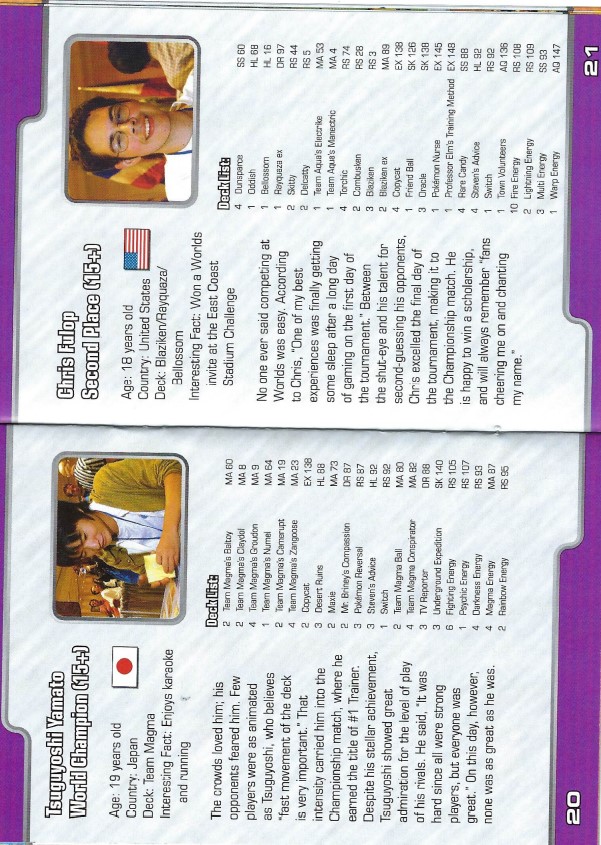 Tsuguyoshi Yamato
World Champion (15+)
Age: 19 years old
Country: Japan
Deck: Team Magma
Interesting Fact: Enjoys karaoke
and running
The crowds loved him; his
opponents feared him. Few
players were as animated
as Tsuguyoshi, who believes
"fast movement of the deck
is very important." That
intensity carried him into the
Championship match, where he
earned the title of #1 Trainer.
Despite his stellar achievement,
Tsuguyoshi showed great
admiration for the level of play
of his rivals. He said, "It was
hard since all were strong
players, but everyone was
great." On this day, however,
none was as great as he was.
Deck List:
2 Team Magma's Baltoy MA 60
2 Team Magma's Claydol MA 8
4 Team Magma's Groudon MA 9
1 Team Magma's Numel MA 64
2 Team Magma's Camerupt MA 19
4 Team Magma's Zangoose MA 23
2 Copycat EX 138
3 Desert Ruins HL 88
2 Maxie MA 73
2 Mr. Briney's Compassion DR 87
3 Pokémon Reversal RS 87
3 Steven's Advice HL 92
1 Switch RS 92
2 Team Magma Ball MA 80
4 Team Magma Conspirator MA 82
3 TV Reporter DR 88
3 Underground Expedition SK 140
6 Fighting Energy RS 105
1 Psychic Energy RS 107
4 Darkness Energy RS 93
4 Magma Energy MA 87
2 Rainbow Energy RS 95
20
Chris Fulop
Second Place (15+)
Age: 18 years old
Country: United States
Deck: Blaziken/Rayquaza/
Bellossom
Interesting Fact: Won a Worlds
invite at the East Coast
Stadium Challenge
No one ever said competing at
Worlds was easy. According
to Chris, "One of my best
experiences was finally getting
some sleep after a long day
of gaming on the first day of
the tournament." Between
the shut-eye and his talent for
second-guessing his opponents,
Chris excelled the final day of
the tournament, making it to
the Championship match. He
is happy to win a scholarship,
and will always remember "fans
cheering me on and chanting
my name."
Deck List:
4 Dunsparce SS 60
1 Oddish HL 68
1 Bellossom HL 16
1 Rayquaza ex DR 97
2 Skitty RS 44
2 Delcatty RS 5
1 Team Aqua's Electrike MA 53
1 Team Aqua's Manectric MA 4
4 Torchic RS 74
2 Combusken RS 28
3 Blaziken RS 3
2 Blaziken ex MA 89
4 Copycat EX 138
1 Friend Ball SK 126
3 Oracle SK 138
1 Pokémon Nurse EX 145
1 Professor Elm's Training Method EX 148
4 Rare Candy SS 88
4 Steven's Advice HL 92
1 Switch RS 92
1 Town Volunteers AQ 136
10 Fire Energy RS 108
2 Lightning Energy RS 109
3 Multi Energy SS 93
1 Warp Energy AQ 147
21